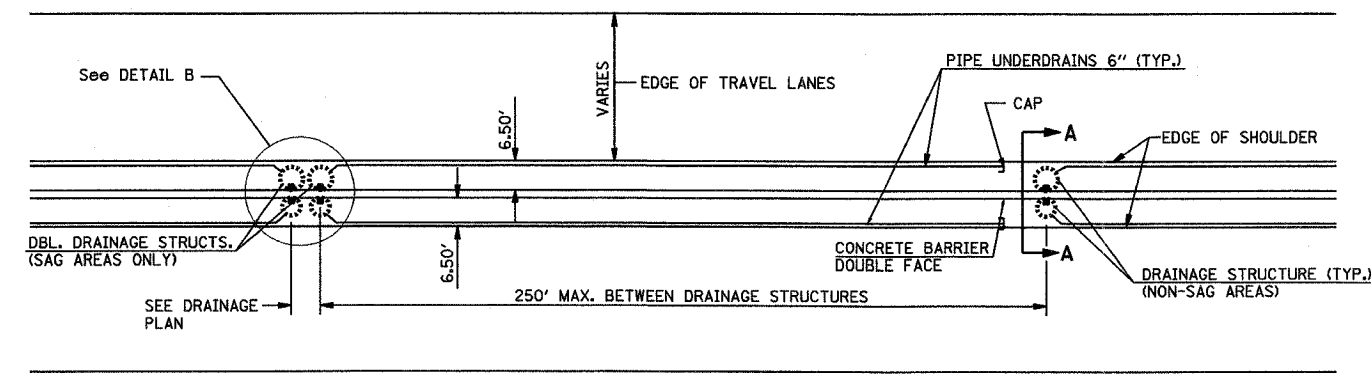 See DETAIL B
VARIES
EDGE OF TRAVEL LANES
PIPE UNDERDRAINS 6" (TYP.)
CAP
A
EDGE OF SHOULDER
6.50'
DBL. DRAINAGE STRUCTS.
(SAG AREAS ONLY)
6.50'
CONCRETE BARRIER
DOUBLE FACE
A
DRAINAGE STRUCTURE (TYP.)
(NON-SAG AREAS)
SEE DRAINAGE
PLAN
250' MAX. BETWEEN DRAINAGE STRUCTURES